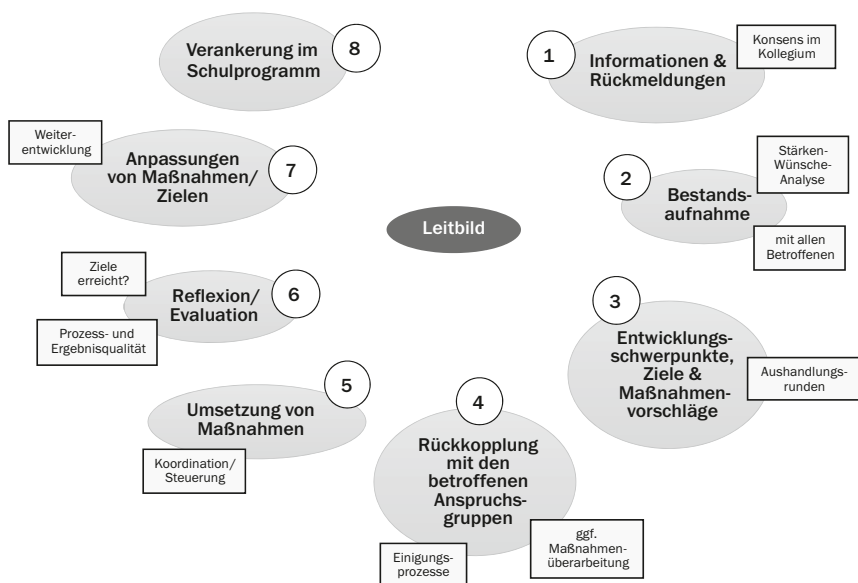 1
Informationen &
Rückmeldungen
Konsens im
Kollegium
2
Bestands-
aufnahme
Stärken-
Wünsche-
Analyse
mit allen
Betroffenen
3
Entwicklungs-
schwerpunkte,
Ziele &
Maßnahmen-
vorschläge
Aushandlungs-
runden
4
Rückkopplung
mit den
betroffenen
Anspruchs-
gruppen
Einigungs-
prozesse
ggf.
Maßnahmen-
überarbeitung
5
Umsetzung von
Maßnahmen
Koordination/
Steuerung
6
Reflexion/
Evaluation
Ziele
erreicht?
Prozess- und
Ergebnisqualität
7
Anpassungen
von Maßnahmen/
Zielen
Weiter-
entwicklung
8
Verankerung im
Schulprogramm
Leitbild